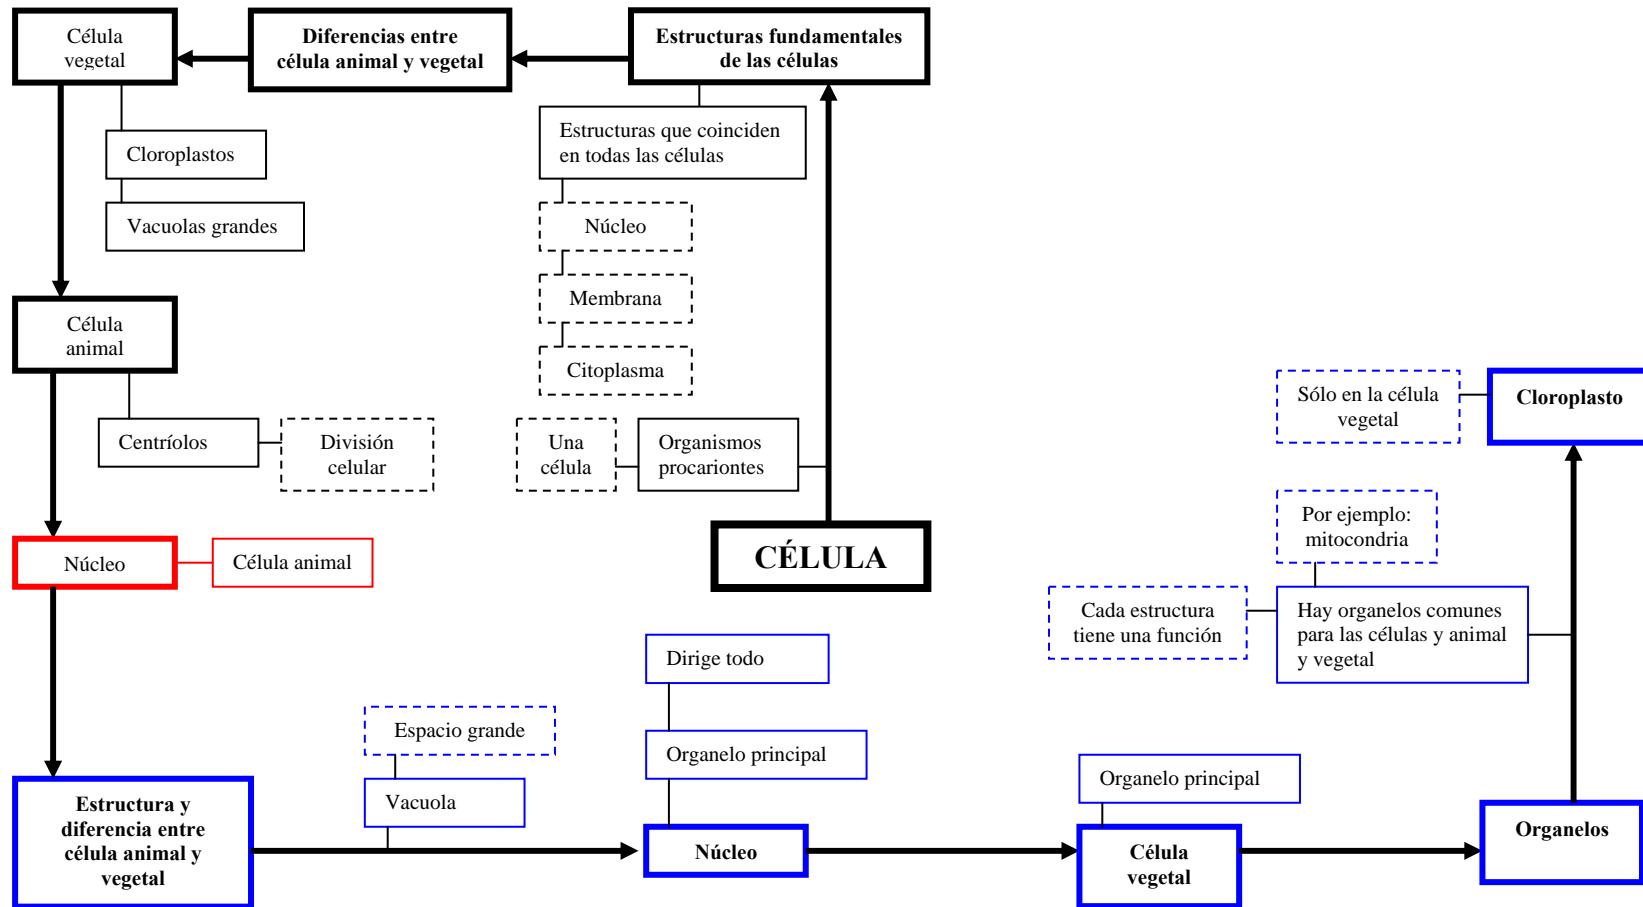 Célula
vegetal
Diferencias entre
célula animal y vegetal
Estructuras fundamentales
de las células
Estructuras que coinciden
en todas las células
Cloroplastos
Vacuolas grandes
Núcleo
Membrana
Citoplasma
Célula
animal
Centríolos
División
celular
Una
célula
Organismos
procariontes
Sólo en la célula
vegetal
Cloroplasto
CÉLULA
Núcleo
Célula animal
Por ejemplo:
mitocondria
Cada estructura
tiene una función
Hay organelos comunes
para las células y animal
y vegetal
Dirige todo
Espacio grande
Organelo principal
Vacuola
Organelo principal
Estructura y
diferencia entre
célula animal y
vegetal
Núcleo
Célula
vegetal
Organelos